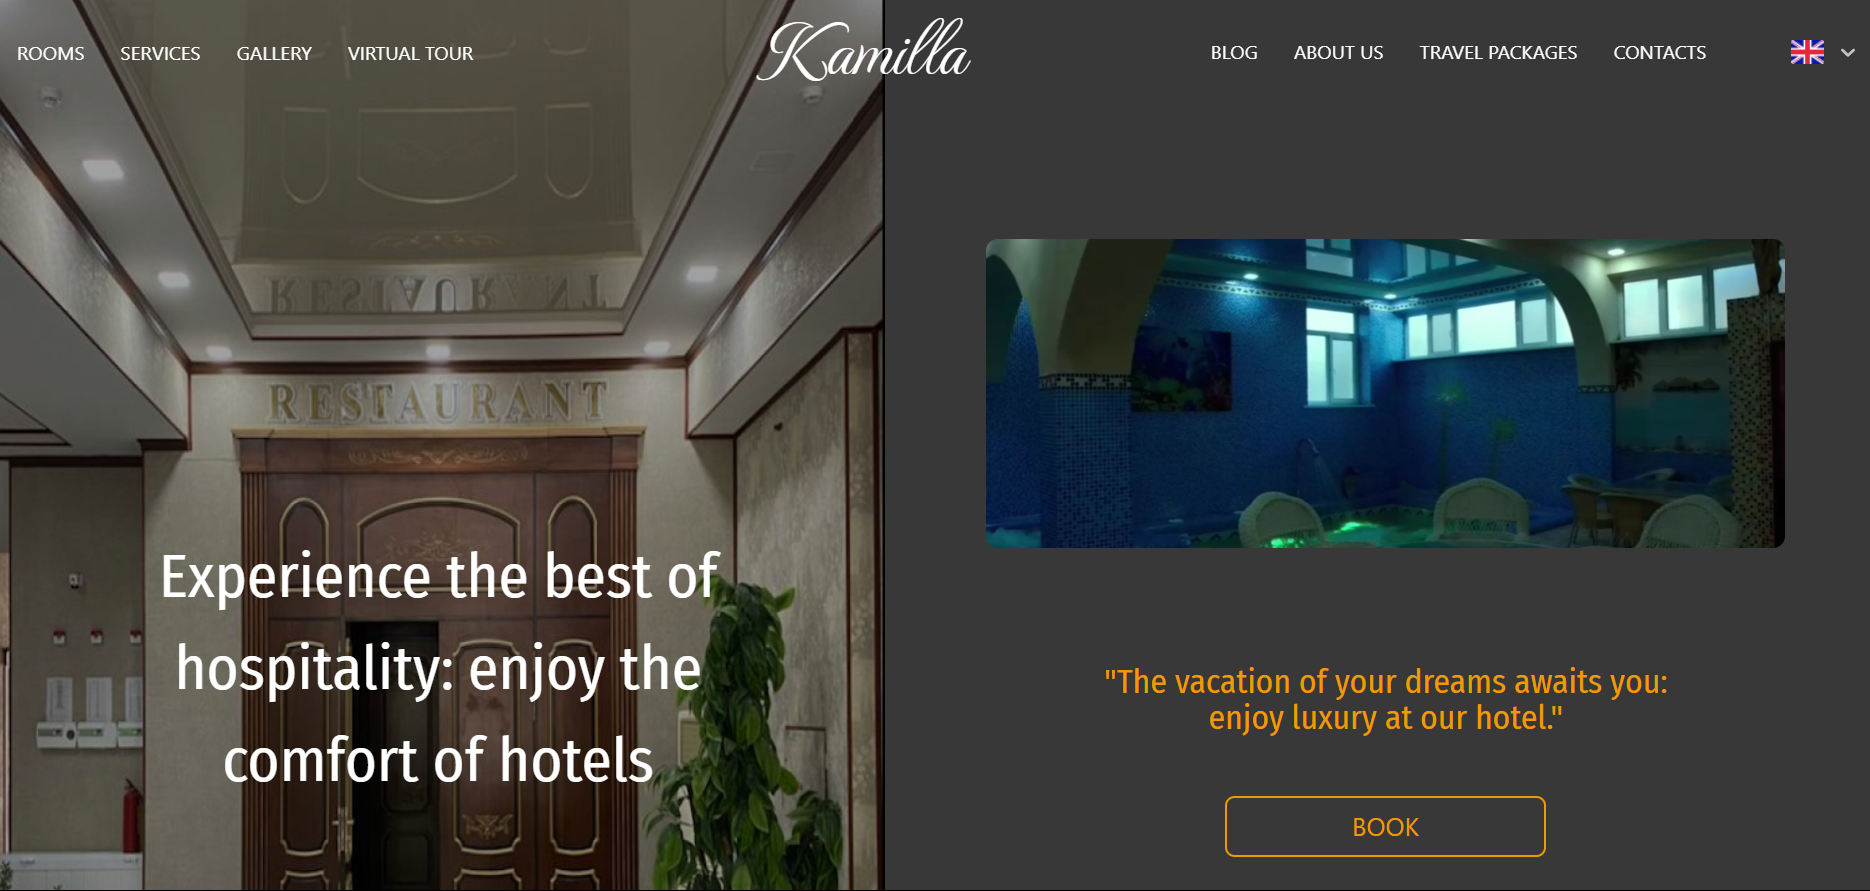 ROOMS SERVICES GALLERY VIRTUAL TOUR Kamilla BLOG ABOUT US TRAVEL PACKAGES CONTACTS
RESTAURANT
RESTAURANT
Experience the best of
hospitality: enjoy the
comfort of hotels
"The vacation of your dreams awaits you:
enjoy luxury at our hotel."
BOOK